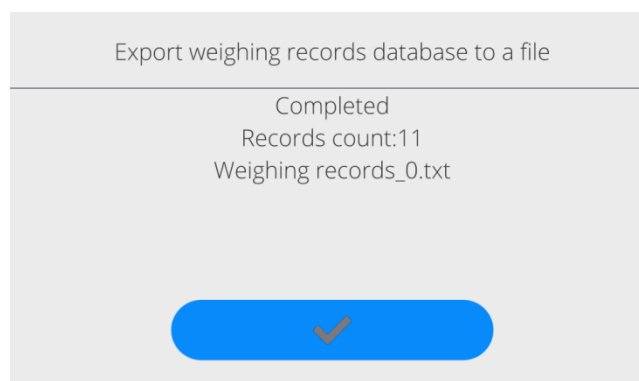 Export weighing records database to a file
Completed
Records count:11
Weighing records_0.txt